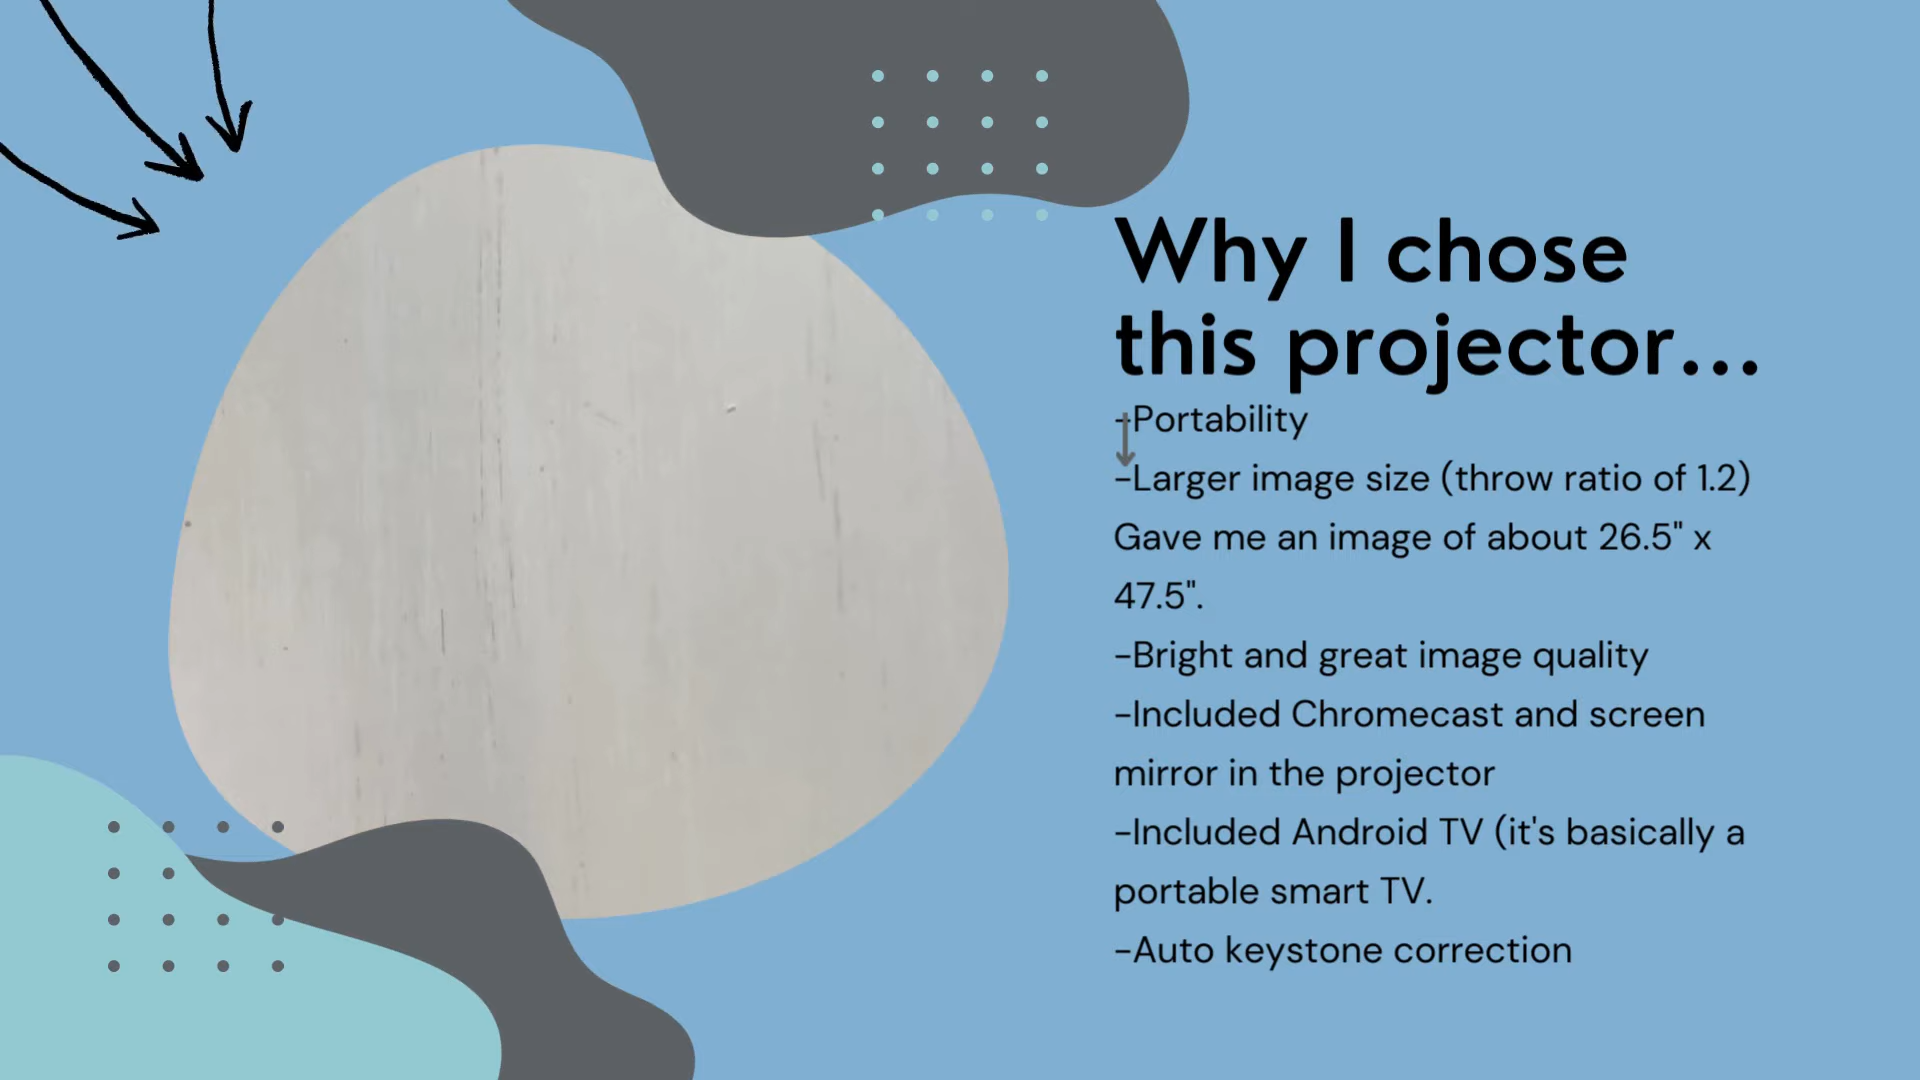 Why I chose
this projector...
-Portability
-Larger image size (throw ratio of 1.2)
Gave me an image of about 26.5" x
47.5".
-Bright and great image quality
-Included Chromecast and screen
mirror in the projector
-Included Android TV (it's basically a
portable smart TV.
-Auto keystone correction